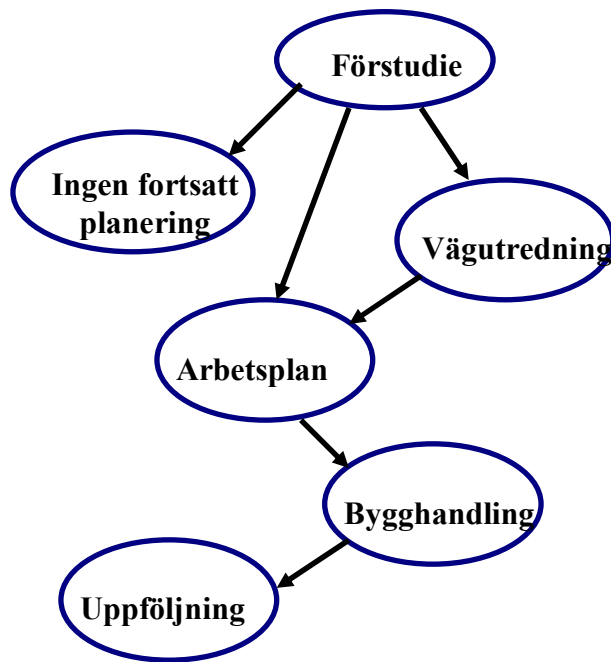 Förstudie
Ingen fortsatt
planering
Vägutredning
Arbetsplan
Bygghandling
Uppföljning